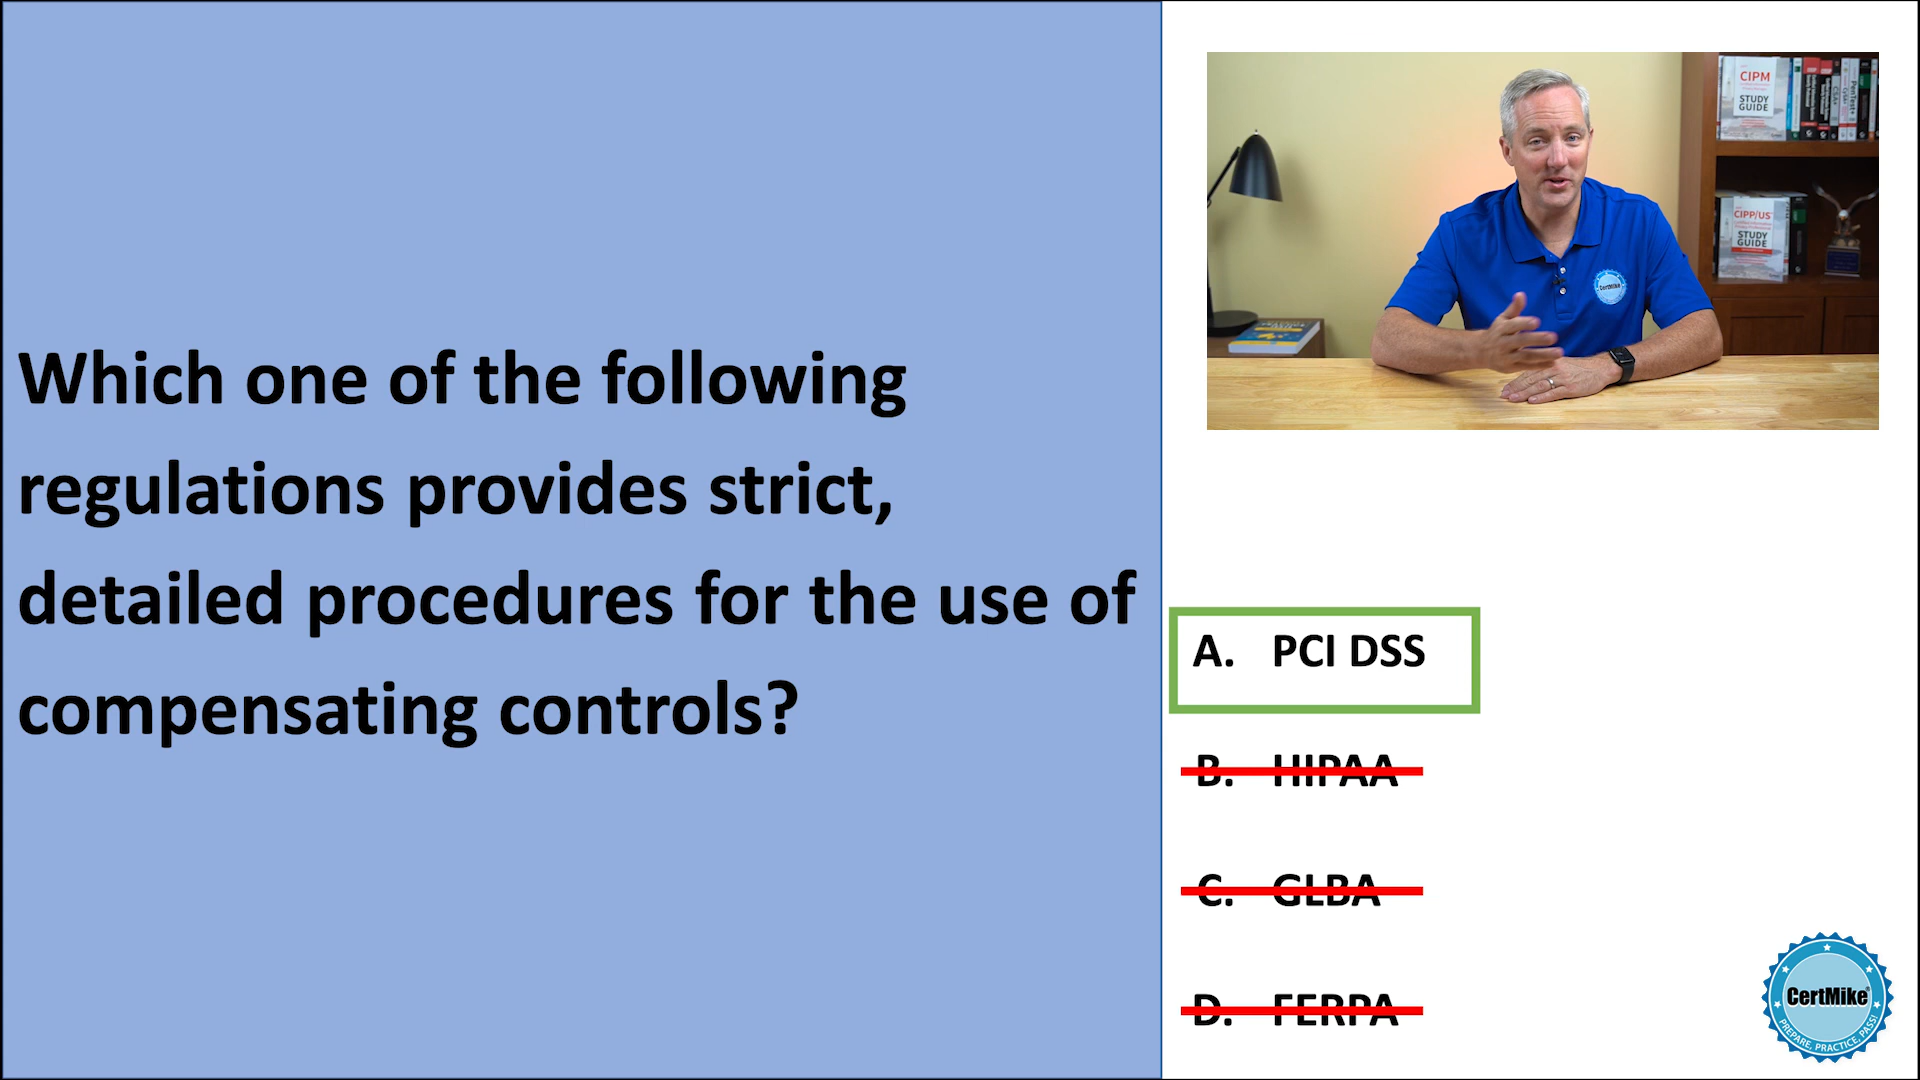 Which one of the following
regulations provides strict,
detailed procedures for the use of
compensating controls?
CIPM
STUDY
GUIDE
CIPP/US
STUDY
GUIDE
CertMike
A. PCI DSS
B. HIPAA
C. GLBA
D. FERPA
CertMike
PREPARE, PRACTICE, PASS!